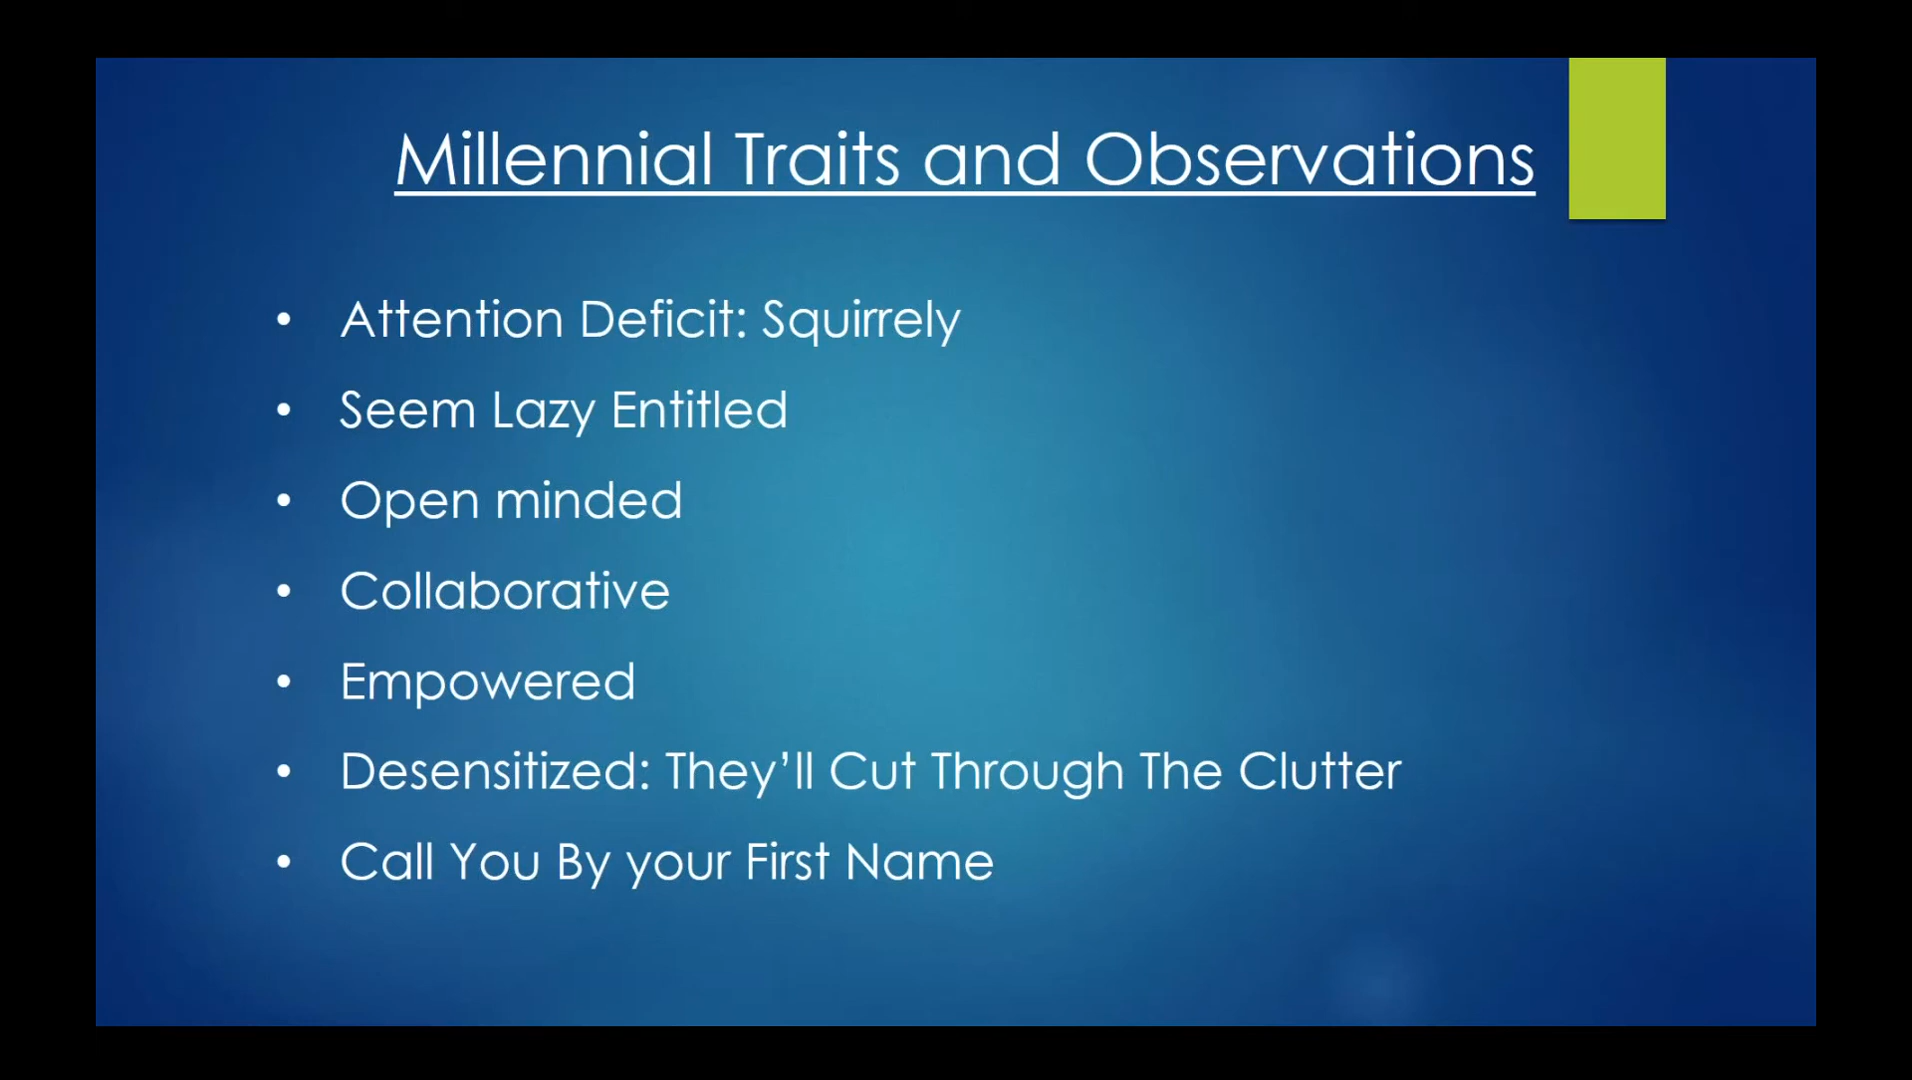 Millennial Traits and Observations
• Attention Deficit: Squirrely
• Seem Lazy Entitled
• Open minded
• Collaborative
• Empowered
• Desensitized: They’ll Cut Through The Clutter
• Call You By your First Name